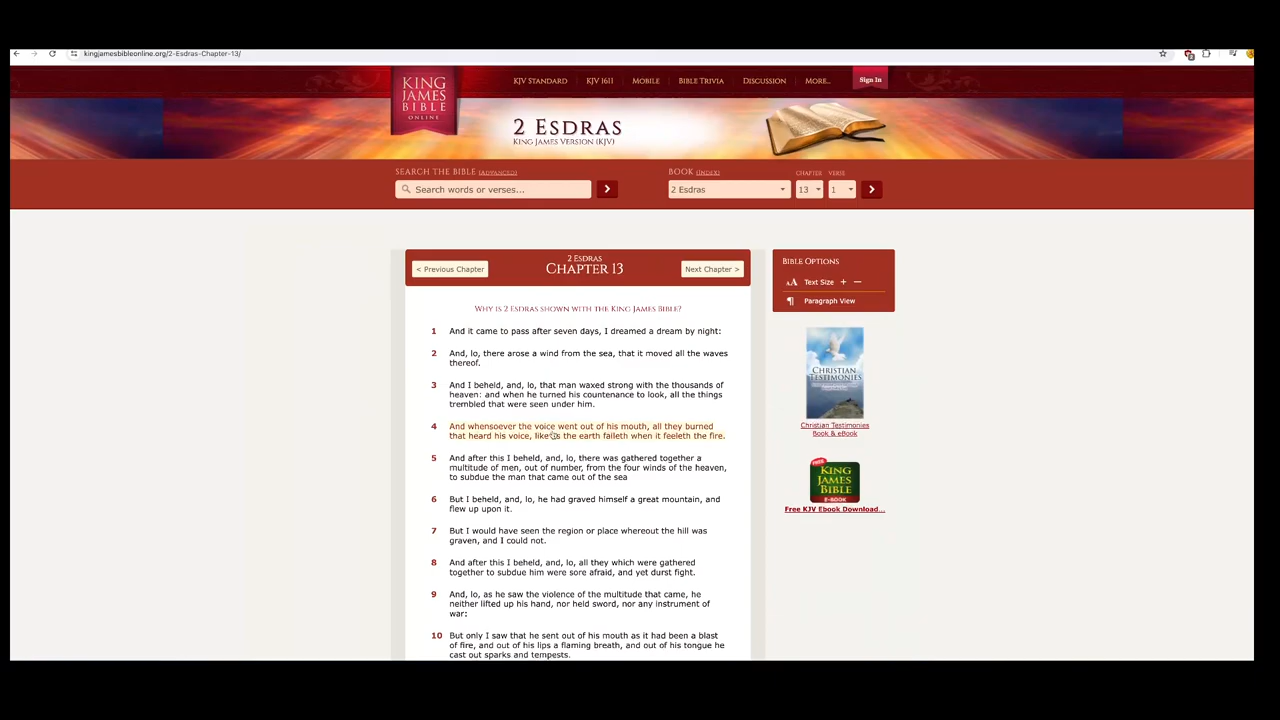 kingjamesbibleonline.org/2-Esdras-Chapter-13/
KING
JAMES
BIBLE
ONLINE
KJV STANDARD
KJV 1611
MOBILE
BIBLE TRIVIA
DISCUSSION
MORE...
Sign In
2 ESDRAS
KING JAMES VERSION (KJV)
SEARCH THE BIBLE (ADVANCED)
Search words or verses...
BOOK (INDEX)
CHAPTER
VERSE
2 Esdras
13
1
< Previous Chapter
2 ESDRAS
CHAPTER 13
Next Chapter >
WHY IS 2 ESDRAS SHOWN WITH THE KING JAMES BIBLE?
1 And it came to pass after seven days, I dreamed a dream by night:
2 And, lo, there arose a wind from the sea, that it moved all the waves
thereof.
3 And I beheld, and, lo, that man waxed strong with the thousands of
heaven: and when he turned his countenance to look, all the things
trembled that were seen under him.
4 And whensoever the voice went out of his mouth, all they burned
that heard his voice, like as the earth faileth when it feeleth the fire.
5 And after this I beheld, and, lo, there was gathered together a
multitude of men, out of number, from the four winds of the heaven,
to subdue the man that came out of the sea
6 But I beheld, and, lo, he had graved himself a great mountain, and
flew up upon it.
7 But I would have seen the region or place whereout the hill was
graven, and I could not.
8 And after this I beheld, and, lo, all they which were gathered
together to subdue him were sore afraid, and yet durst fight.
9 And, lo, as he saw the violence of the multitude that came, he
neither lifted up his hand, nor held sword, nor any instrument of
war:
10 But only I saw that he sent out of his mouth as it had been a blast
of fire, and out of his lips a flaming breath, and out of his tongue he
cast out sparks and tempests.
BIBLE OPTIONS
AA Text Size + −
¶ Paragraph View
CHRISTIAN
TESTIMONIES
Christian Testimonies
Book & eBook
FREE
KING
JAMES
BIBLE
E-BOOK
Free KJV Ebook Download...